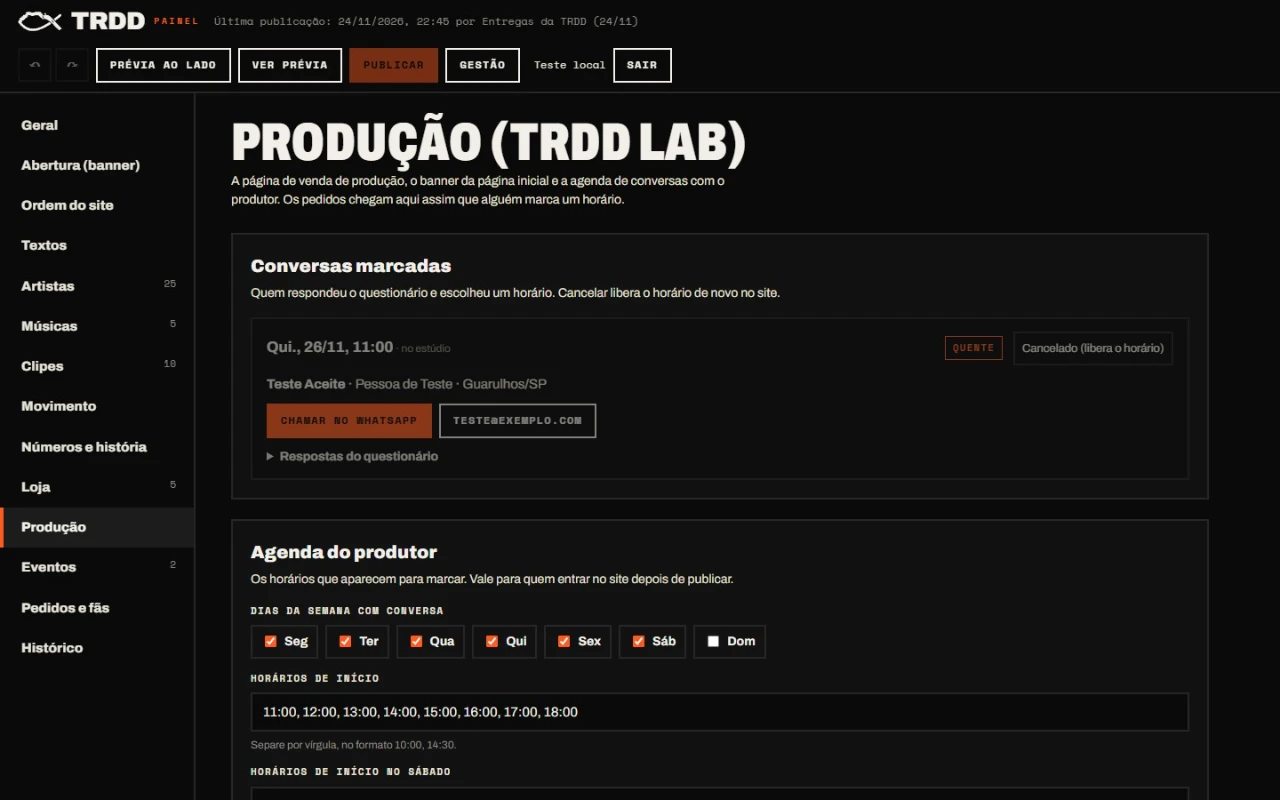 TRDD PAINEL Última publicação: 24/11/2026, 22:45 por Entregas da TRDD (24/11)
PRÉVIA AO LADO VER PRÉVIA PUBLICAR GESTÃO Teste local SAIR
Geral
Abertura (banner)
Ordem do site
Textos
Artistas 25
Músicas 5
Clipes 10
Movimento
Números e história
Loja 5
Produção
Eventos 2
Pedidos e fãs
Histórico
PRODUÇÃO (TRDD LAB)
A página de venda de produção, o banner da página inicial e a agenda de conversas com o
produtor. Os pedidos chegam aqui assim que alguém marca um horário.
Conversas marcadas
Quem respondeu o questionário e escolheu um horário. Cancelar libera o horário de novo no site.
Qui., 26/11, 11:00 · no estúdio QUENTE Cancelado (libera o horário)
Teste Aceite · Pessoa de Teste · Guarulhos/SP
CHAMAR NO WHATSAPP TESTE@EXEMPLO.COM
Respostas do questionário
Agenda do produtor
Os horários que aparecem para marcar. Vale para quem entrar no site depois de publicar.
DIAS DA SEMANA COM CONVERSA
Seg Ter Qua Qui Sex Sáb Dom
HORÁRIOS DE INÍCIO
11:00, 12:00, 13:00, 14:00, 15:00, 16:00, 17:00, 18:00
Separe por vírgula, no formato 10:00, 14:30.
HORÁRIOS DE INÍCIO NO SÁBADO